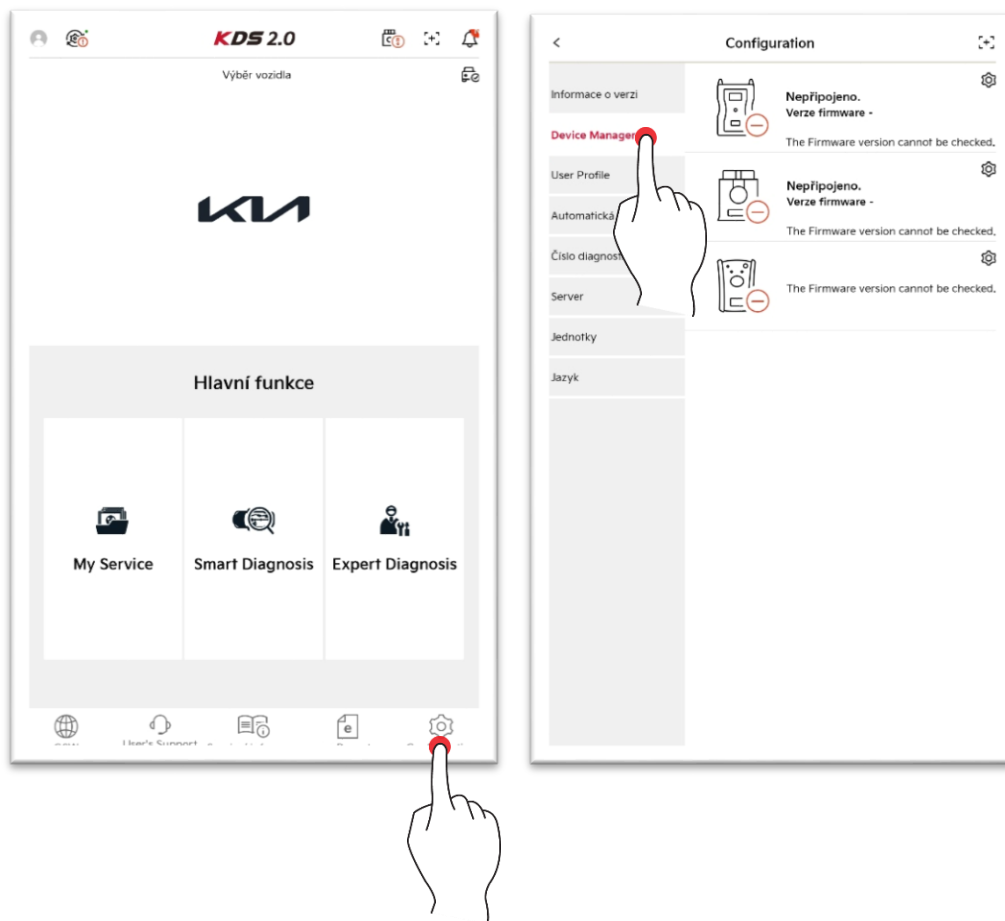 KDS 2.0
Výběr vozidla
KIA
Hlavní funkce
My Service
Smart Diagnosis
Expert Diagnosis
User's Support
Configuration
Informace o verzi
Device Manager
User Profile
Automatická
Číslo diagnost
Server
Jednotky
Jazyk
Nepřipojeno.
Verze firmware -
The Firmware version cannot be checked.
Nepřipojeno.
Verze firmware -
The Firmware version cannot be checked.
The Firmware version cannot be checked.